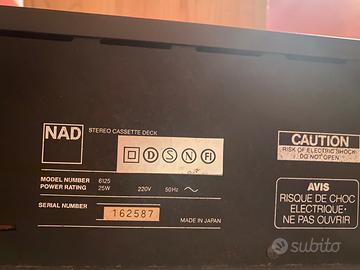 NAD
STEREO CASSETTE DECK
D S N FI
MODEL NUMBER 6125
POWER RATING 25W 220V 50Hz
SERIAL NUMBER 162587
MADE IN JAPAN
CAUTION
RISK OF ELECTRIC SHOCK
DO NOT OPEN
AVIS
RISQUE DE CHOC
ELECTRIQUE-
NE PAS OUVRIR
subito